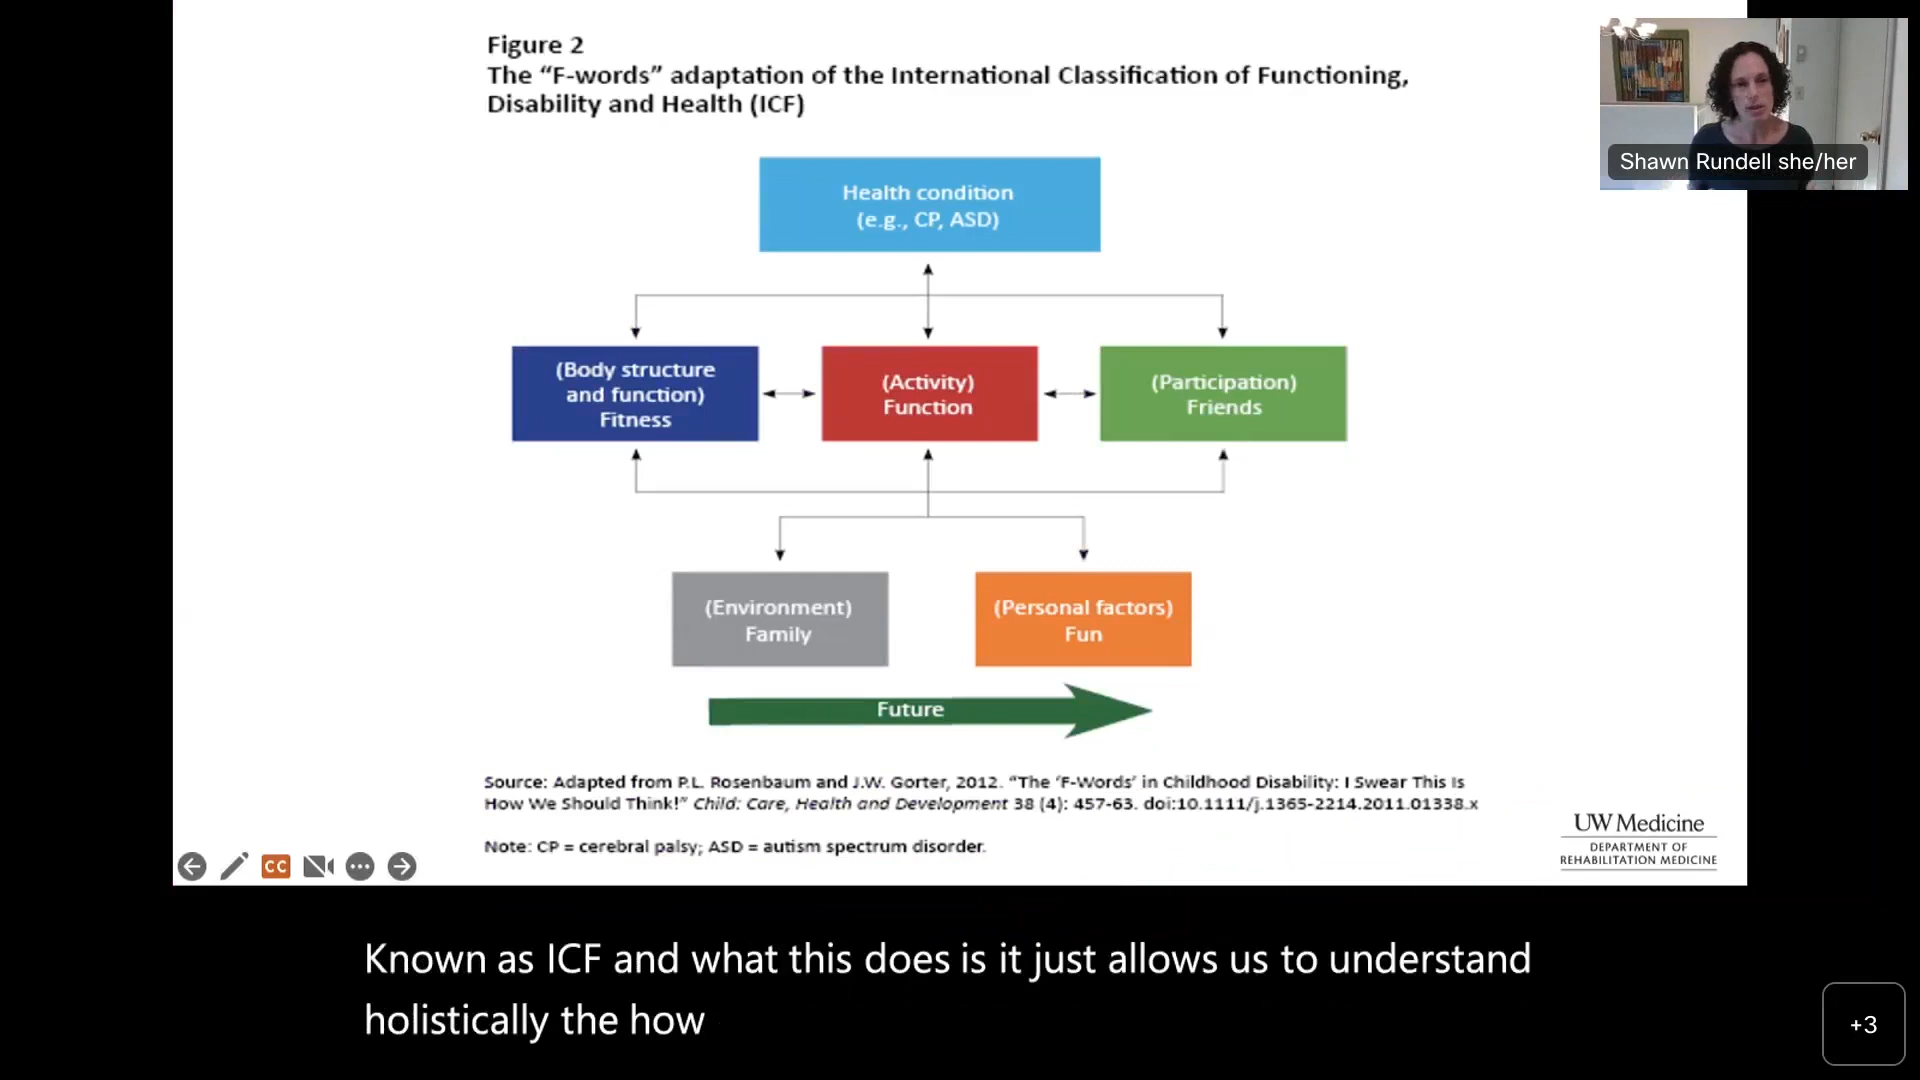 Figure 2
The “F-words” adaptation of the International Classification of Functioning,
Disability and Health (ICF)
Shawn Rundell she/her
Health condition
(e.g., CP, ASD)
(Body structure
and function)
Fitness
(Activity)
Function
(Participation)
Friends
(Environment)
Family
(Personal factors)
Fun
Future
Source: Adapted from P.L. Rosenbaum and J.W. Gorter, 2012. “The ‘F-Words’ in Childhood Disability: I Swear This Is
How We Should Think!” Child: Care, Health and Development 38 (4): 457-63. doi:10.1111/j.1365-2214.2011.01338.x
Note: CP = cerebral palsy; ASD = autism spectrum disorder.
UW Medicine
DEPARTMENT OF
REHABILITATION MEDICINE
CC
Known as ICF and what this does is it just allows us to understand
holistically the how
+3